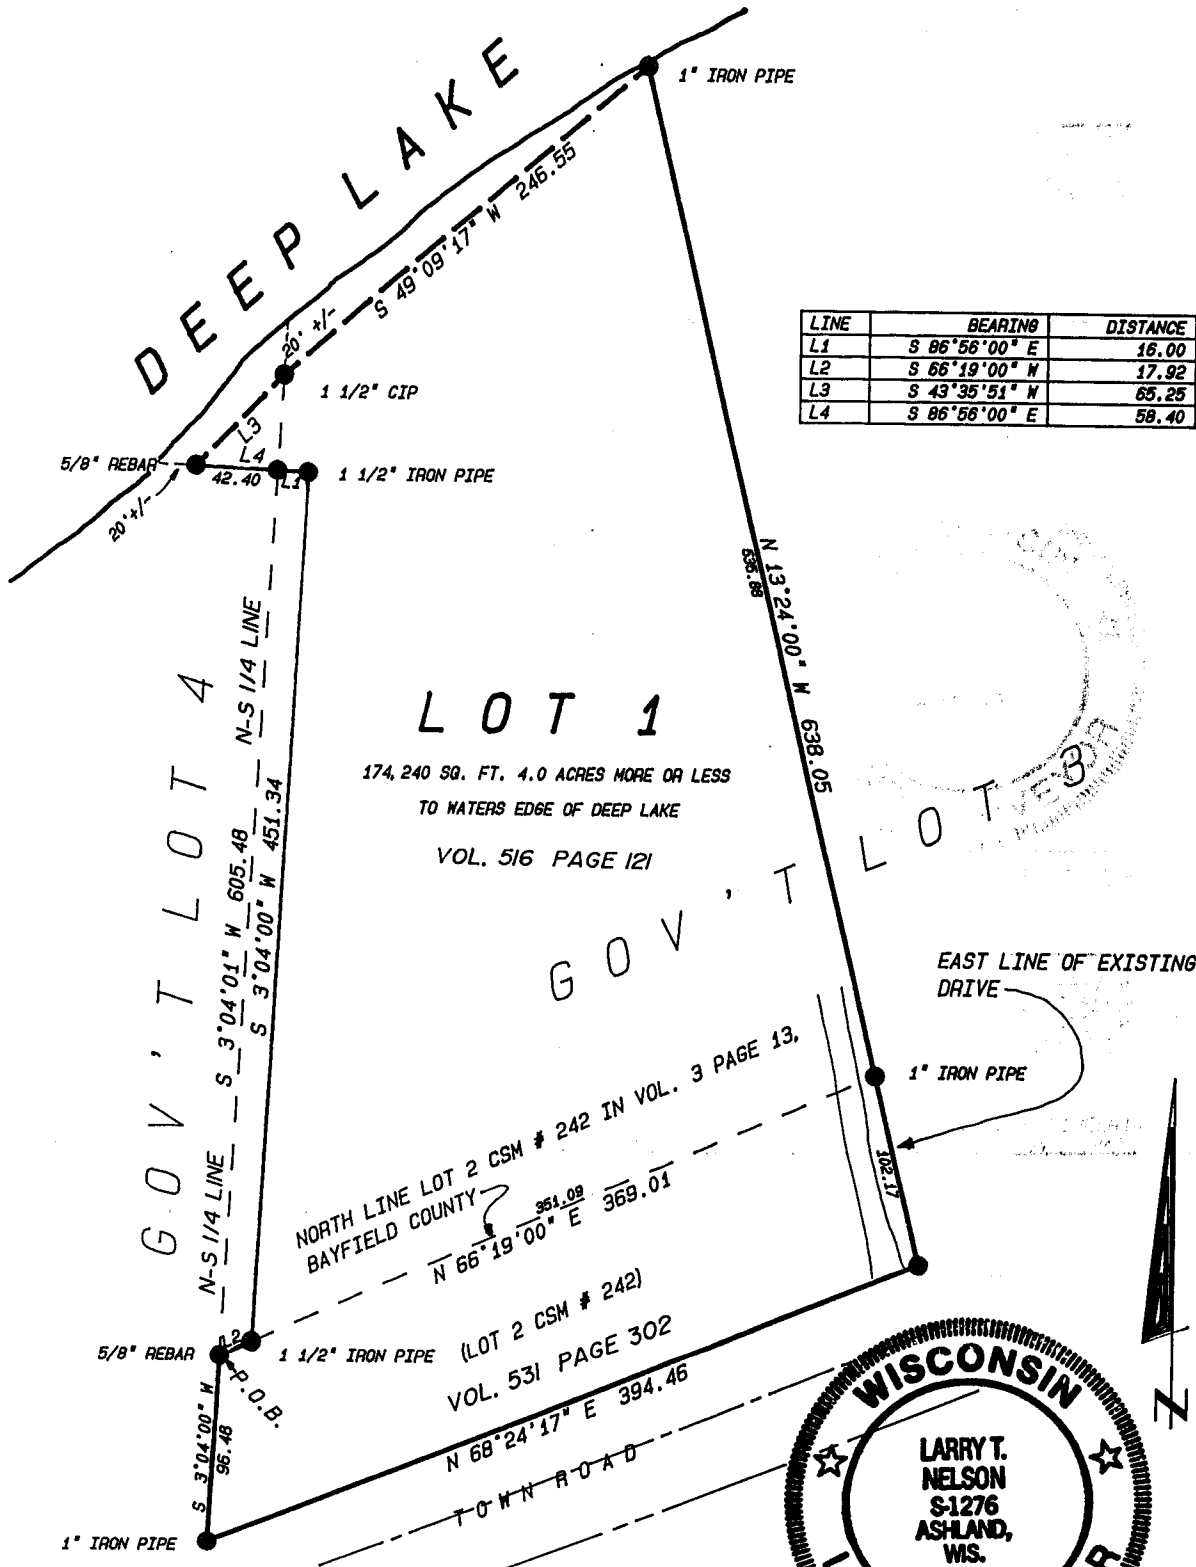 DEEP LAKE
1" IRON PIPE
S 49°09'17" W 246.55
20' +/-
1 1/2" CIP
L3
5/8" REBAR
L4
42.40
L1
1 1/2" IRON PIPE
20'+/-
LINE BEARING DISTANCE
L1 S 86°56'00" E 16.00
L2 S 66°19'00" W 17.92
L3 S 43°35'51" W 65.25
L4 S 86°56'00" E 58.40
N 13°24'00" W 638.05
LOT 1
174,240 SQ. FT. 4.0 ACRES MORE OR LESS
TO WATERS EDGE OF DEEP LAKE
VOL. 516 PAGE 121
GOV'T LOT 4
N-S 1/4 LINE
S 3°04'01" W 605.48
S 3°04'00" W 451.34
N-S 1/4 LINE
GOV'T LOT 3
EAST LINE OF EXISTING
DRIVE
1" IRON PIPE
102.17
NORTH LINE LOT 2 CSM # 242 IN VOL. 3 PAGE 13,
BAYFIELD COUNTY
351.09
N 66°19'00" E 369.01
(LOT 2 CSM # 242)
VOL. 531 PAGE 302
L2
5/8" REBAR
1 1/2" IRON PIPE
P.O.B.
S 3°04'00" W
96.48
N 68°24'17" E 394.46
TOWN ROAD
1" IRON PIPE
N
WISCONSIN
LARRY T.
NELSON
S-1276
ASHLAND,
WIS.